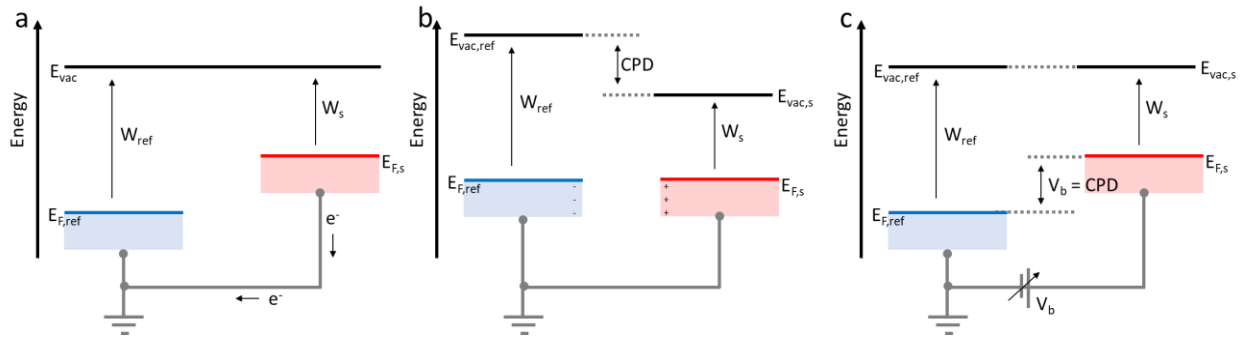 a
Energy
E_vac
W_ref
W_s
E_F,s
E_F,ref
e⁻
e⁻
b
Energy
E_vac,ref
CPD
E_vac,s
W_ref
W_s
E_F,ref
- + 
- + 
- + 
E_F,s
c
Energy
E_vac,ref
E_vac,s
W_ref
W_s
E_F,s
V_b = CPD
E_F,ref
V_b